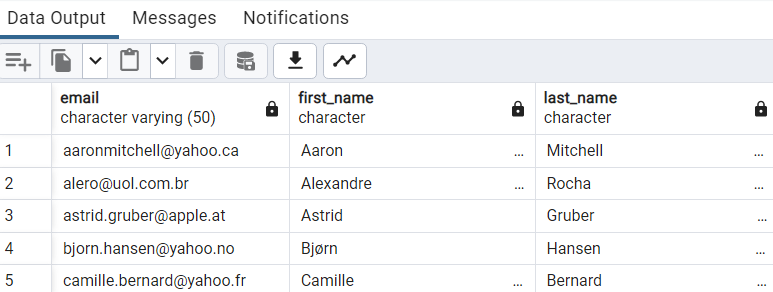 Data Output Messages Notifications
email first_name last_name
character varying (50) character character
1 aaronmitchell@yahoo.ca Aaron ... Mitchell ...
2 alero@uol.com.br Alexandre ... Rocha ...
3 astrid.gruber@apple.at Astrid Gruber ...
4 bjorn.hansen@yahoo.no Bjørn Hansen ...
5 camille.bernard@yahoo.fr Camille ... Bernard ...